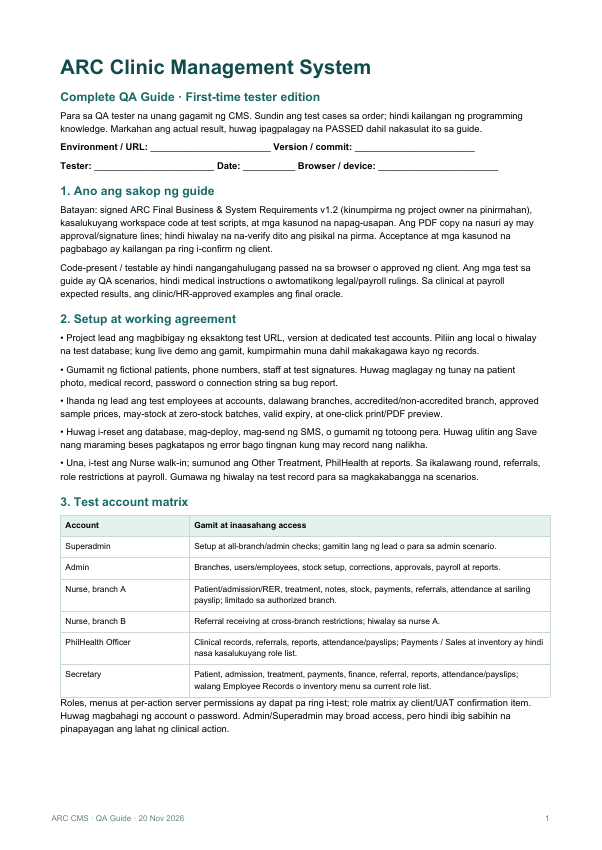 ARC Clinic Management System
Complete QA Guide · First-time tester edition
Para sa QA tester na unang gagamit ng CMS. Sundin ang test cases sa order; hindi kailangan ng programming
knowledge. Markahan ang actual result, huwag ipagpalagay na PASSED dahil nakasulat ito sa guide.
Environment / URL: ________________________ Version / commit: ________________________
Tester: ________________________ Date: __________ Browser / device: ________________________
1. Ano ang sakop ng guide
Batayan: signed ARC Final Business & System Requirements v1.2 (kinumpirma ng project owner na pinirmahan),
kasalukuyang workspace code at test scripts, at mga kasunod na napag-usapan. Ang PDF copy na nasuri ay may
approval/signature lines; hindi hiwalay na na-verify dito ang pisikal na pirma. Acceptance at mga kasunod na
pagbabago ay kailangan pa ring i-confirm ng client.
Code-present / testable ay hindi nangangahulugang passed na sa browser o approved ng client. Ang mga test sa
guide ay QA scenarios, hindi medical instructions o awtomatikong legal/payroll rulings. Sa clinical at payroll
expected results, ang clinic/HR-approved examples ang final oracle.
2. Setup at working agreement
• Project lead ang magbibigay ng eksaktong test URL, version at dedicated test accounts. Piliin ang local o hiwalay
na test database; kung live demo ang gamit, kumpirmahin muna dahil makakagawa kayo ng records.
• Gumamit ng fictional patients, phone numbers, staff at test signatures. Huwag maglagay ng tunay na patient
photo, medical record, password o connection string sa bug report.
• Ihanda ng lead ang test employees at accounts, dalawang branches, accredited/non-accredited branch, approved
sample prices, may-stock at zero-stock batches, valid expiry, at one-click print/PDF preview.
• Huwag i-reset ang database, mag-deploy, mag-send ng SMS, o gumamit ng totoong pera. Huwag ulitin ang Save
nang maraming beses pagkatapos ng error bago tingnan kung may record nang nalikha.
• Una, i-test ang Nurse walk-in; sumunod ang Other Treatment, PhilHealth at reports. Sa ikalawang round, referrals,
role restrictions at payroll. Gumawa ng hiwalay na test record para sa magkakabangga na scenarios.
3. Test account matrix
Account Gamit at inaasahang access
Superadmin Setup at all-branch/admin checks; gamitin lang ng lead o para sa admin scenario.
Admin Branches, users/employees, stock setup, corrections, approvals, payroll at reports.
Nurse, branch A Patient/admission/RER, treatment, notes, stock, payments, referrals, attendance at sariling
payslip; limitado sa authorized branch.
Nurse, branch B Referral receiving at cross-branch restrictions; hiwalay sa nurse A.
PhilHealth Officer Clinical records, referrals, reports, attendance/payslips; Payments / Sales at inventory ay hindi
nasa kasalukuyang role list.
Secretary Patient, admission, treatment, payments, finance, referral, reports, attendance/payslips;
walang Employee Records o inventory menu sa current role list.
Roles, menus at per-action server permissions ay dapat pa ring i-test; role matrix ay client/UAT confirmation item.
Huwag magbahagi ng account o password. Admin/Superadmin may broad access, pero hindi ibig sabihin na
pinapayagan ang lahat ng clinical action.
ARC CMS · QA Guide · 20 Nov 2026 1